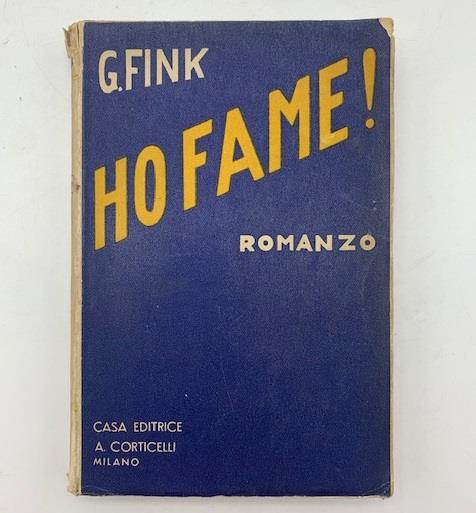 G. FINK
HO FAME!
ROMANZO
CASA EDITRICE
A. CORTICELLI
MILANO